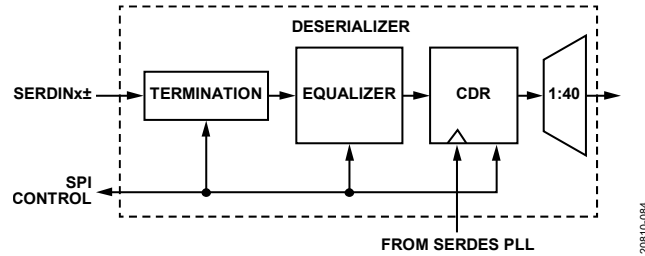 DESERIALIZER
SERDINx±
TERMINATION
EQUALIZER
CDR
1:40
SPI
CONTROL
FROM SERDES PLL
20810-084